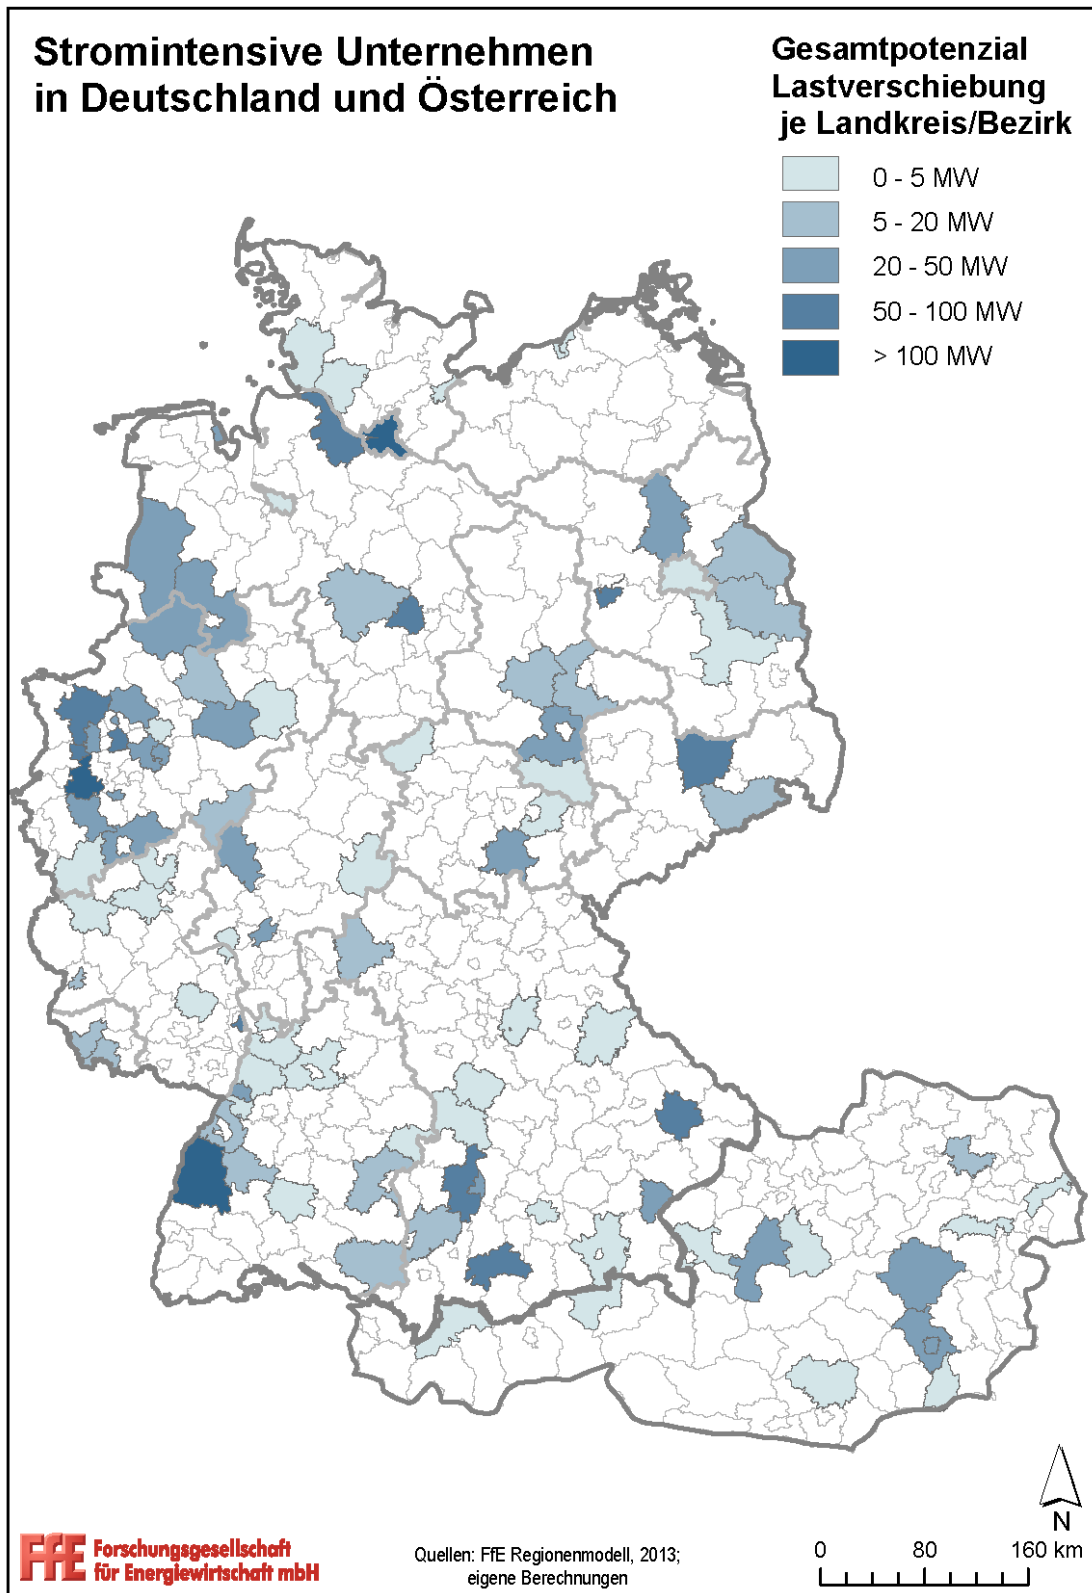 Stromintensive Unternehmen
in Deutschland und Österreich
Gesamtpotenzial
Lastverschiebung
je Landkreis/Bezirk
0 - 5 MW
5 - 20 MW
20 - 50 MW
50 - 100 MW
> 100 MW
N
FfE Forschungsgesellschaft
für Energiewirtschaft mbH
Quellen: FfE Regionenmodell, 2013;
eigene Berechnungen
0 80 160 km